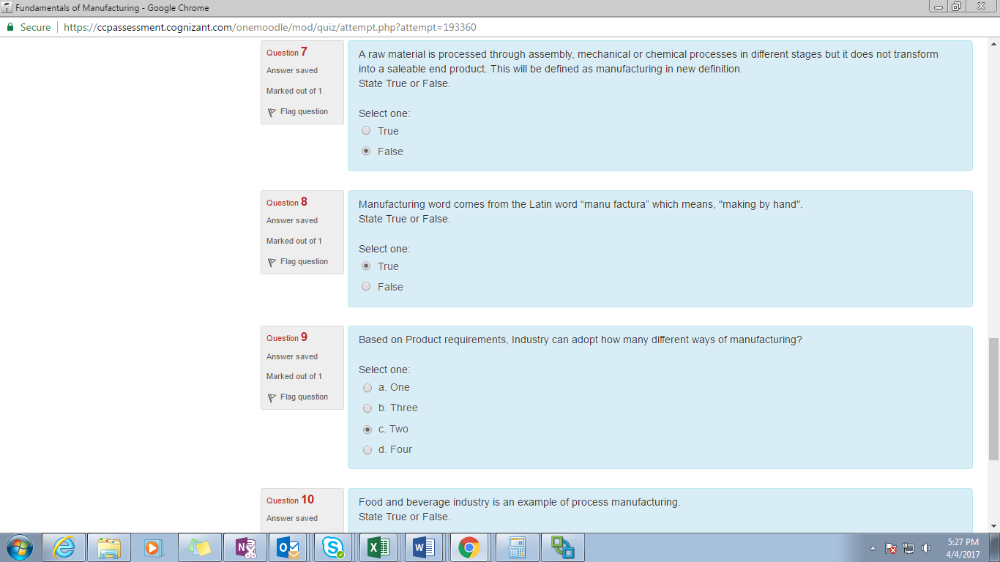 Fundamentals of Manufacturing - Google Chrome
Secure https://ccpassessment.cognizant.com/onemoodle/mod/quiz/attempt.php?attempt=193360
Question 7
Answer saved
Marked out of 1
Flag question
A raw material is processed through assembly, mechanical or chemical processes in different stages but it does not transform
into a saleable end product. This will be defined as manufacturing in new definition.
State True or False.
Select one:
True
False
Question 8
Answer saved
Marked out of 1
Flag question
Manufacturing word comes from the Latin word “manu factura” which means, "making by hand".
State True or False.
Select one:
True
False
Question 9
Answer saved
Marked out of 1
Flag question
Based on Product requirements, Industry can adopt how many different ways of manufacturing?
Select one:
a. One
b. Three
c. Two
d. Four
Question 10
Answer saved
Food and beverage industry is an example of process manufacturing.
State True or False.
5:27 PM
4/4/2017